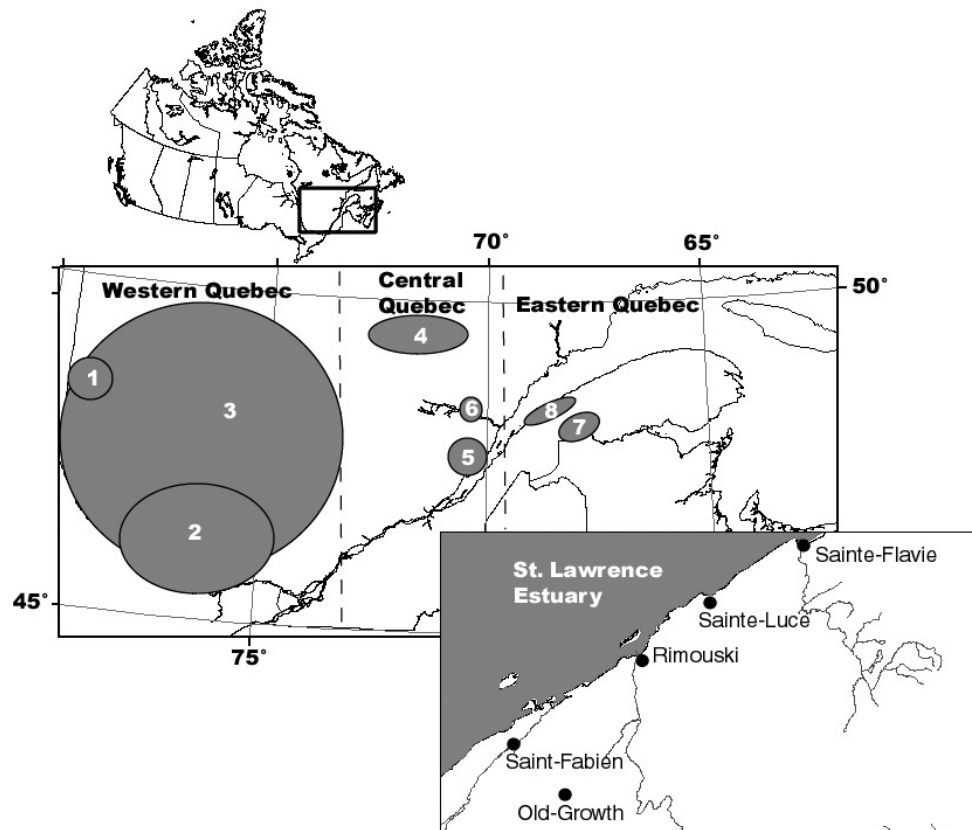 70°
65°
Western Quebec
Central
Quebec
Eastern Quebec
50°
4
1
3
6
8
7
5
2
45°
75°
St. Lawrence
Estuary
Sainte-Flavie
Sainte-Luce
Rimouski
Saint-Fabien
Old-Growth